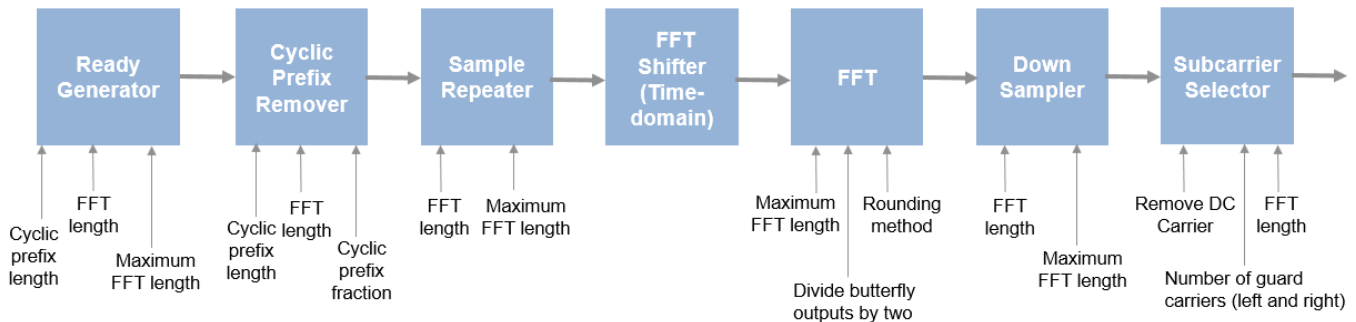 Ready
Generator
Cyclic
Prefix
Remover
Sample
Repeater
FFT
Shifter
(Time-
domain)
FFT
Down
Sampler
Subcarrier
Selector
Cyclic
prefix
length
FFT
length
Maximum
FFT length
Cyclic
prefix
length
FFT
length
Cyclic
prefix
fraction
FFT
length
Maximum
FFT length
Maximum
FFT length
Divide butterfly
outputs by two
Rounding
method
FFT
length
Maximum
FFT length
Remove DC
Carrier
Number of guard
carriers (left and right)
FFT
length